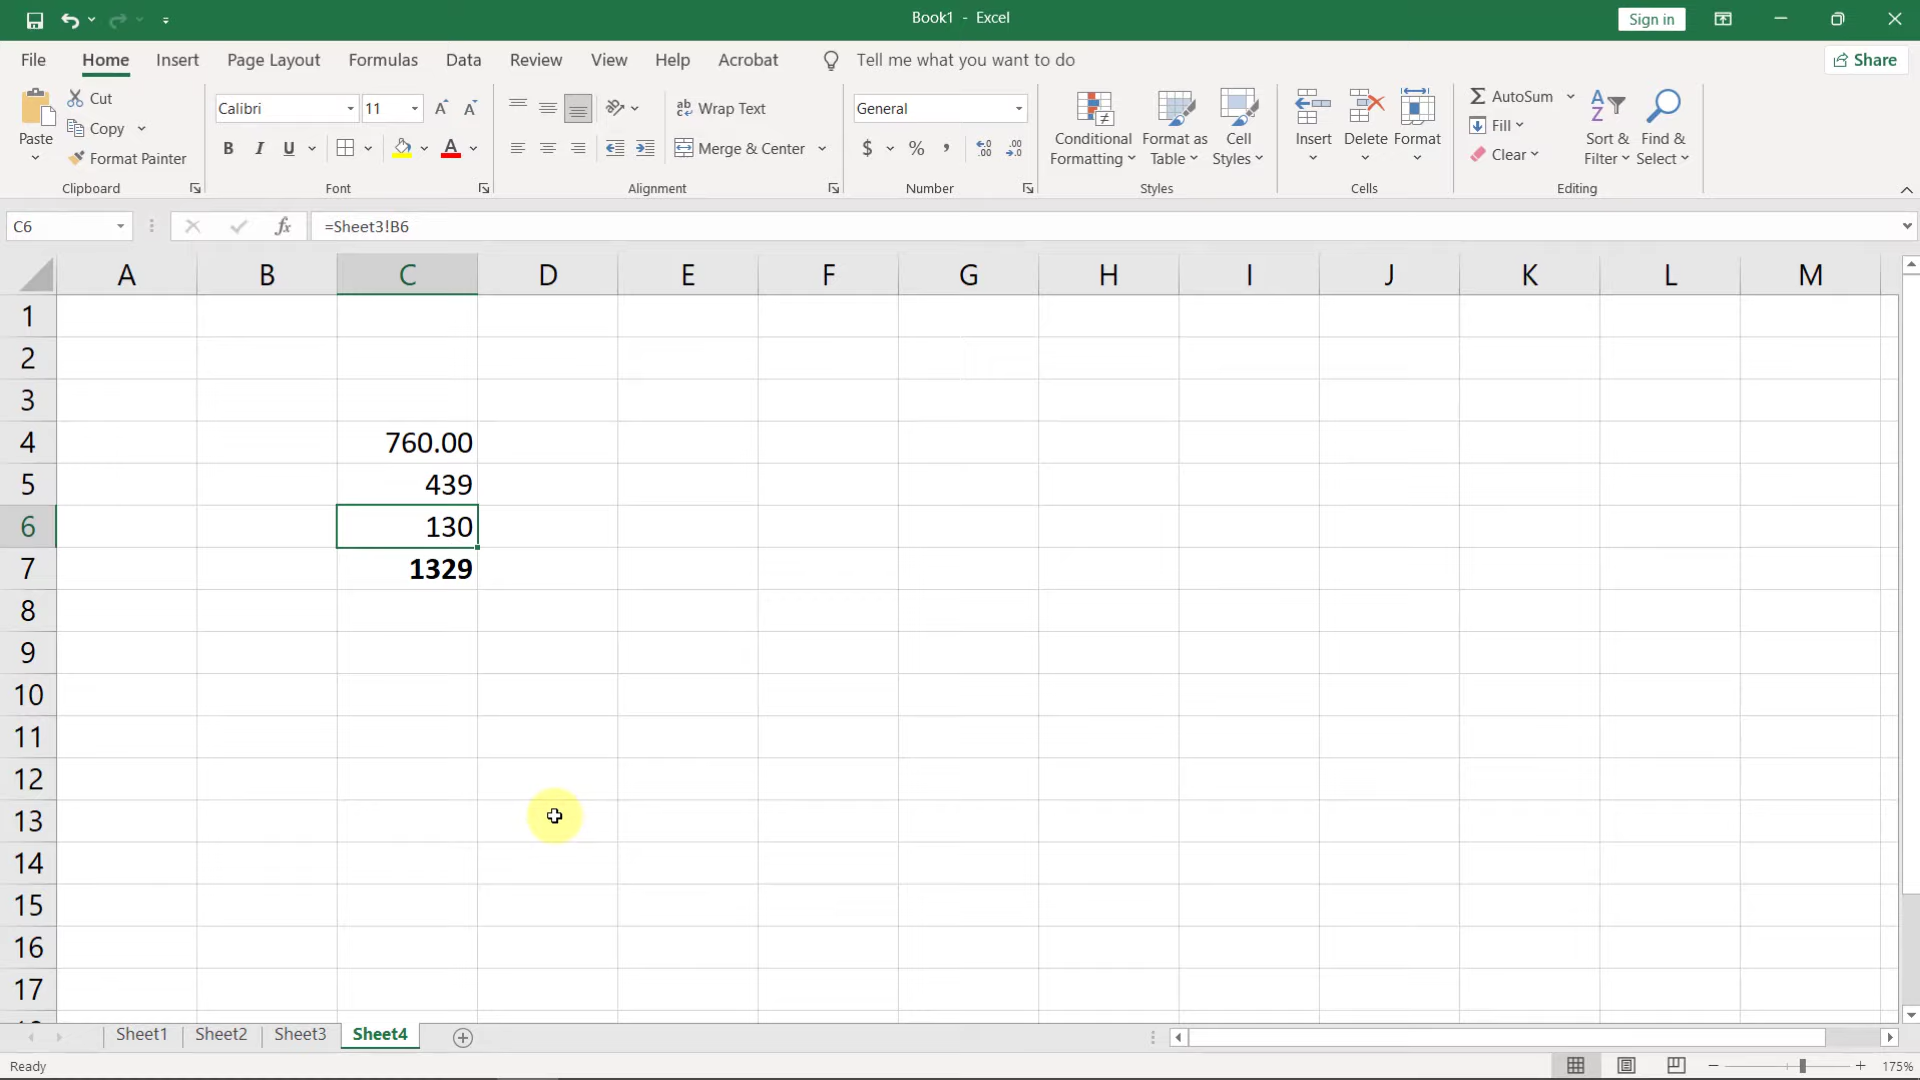 Book1 - Excel
Sign in
File Home Insert Page Layout Formulas Data Review View Help Acrobat Tell me what you want to do Share
Cut
Copy
Format Painter
Paste
Clipboard
Calibri 11
B I U A
Font
ab Wrap Text
Merge & Center
Alignment
General
$ % ,
Number
Conditional Formatting
Format as Table
Cell Styles
Styles
Insert Delete Format
Cells
AutoSum
Fill
Clear
Sort & Filter
Find & Select
Editing
C6 fx =Sheet3!B6
A B C D E F G H I J K L M
1
2
3
4 760.00
5 439
6 130
7 1329
8
9
10
11
12
13
14
15
16
17
Sheet1 Sheet2 Sheet3 Sheet4
Ready 175%